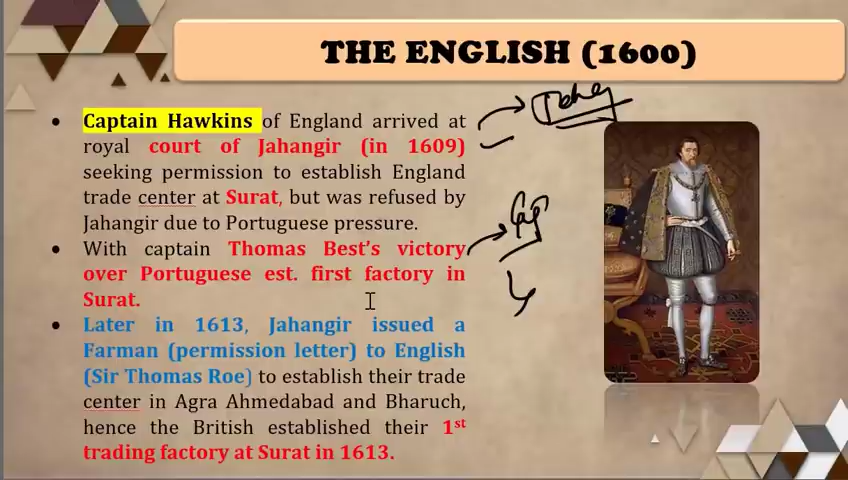 THE ENGLISH (1600)
• Captain Hawkins of England arrived at
royal court of Jahangir (in 1609)
seeking permission to establish England
trade center at Surat, but was refused by
Jahangir due to Portuguese pressure.
• With captain Thomas Best's victory
over Portuguese est. first factory in
Surat.
• Later in 1613, Jahangir issued a
Farman (permission letter) to English
(Sir Thomas Roe) to establish their trade
center in Agra Ahmedabad and Bharuch,
hence the British established their 1st
trading factory at Surat in 1613.